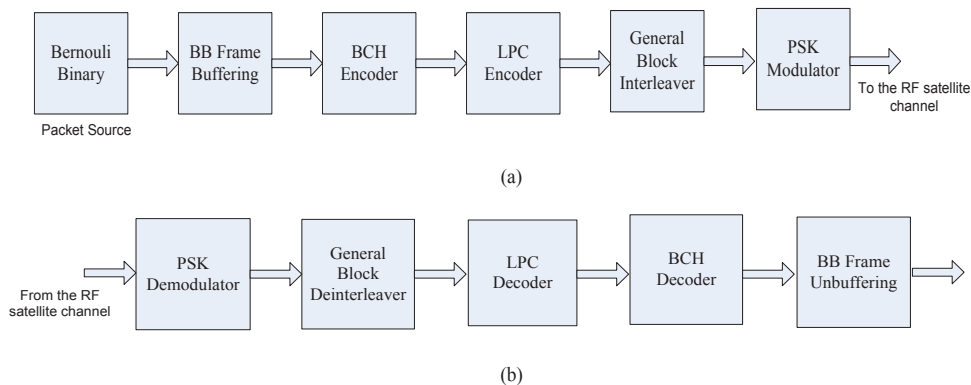 Bernouli
Binary
BB Frame
Buffering
BCH
Encoder
LPC
Encoder
General
Block
Interleaver
PSK
Modulator
Packet Source
To the RF satellite
channel
(a)
PSK
Demodulator
General
Block
Deinterleaver
LPC
Decoder
BCH
Decoder
BB Frame
Unbuffering
From the RF
satellite channel
(b)